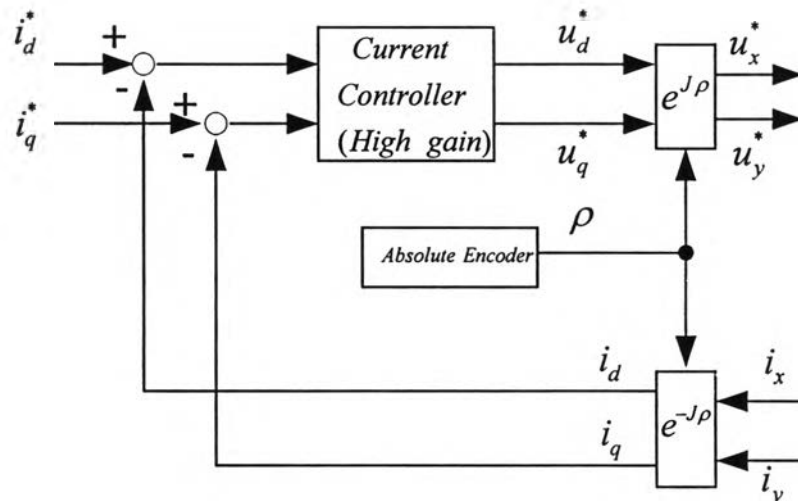 i_d^*
+
-
i_q^*
+
-
Current
Controller
(High gain)
u_d^*
u_q^*
e^{Jρ}
u_x^*
u_y^*
ρ
Absolute Encoder
i_d
i_q
e^{-Jρ}
i_x
i_y